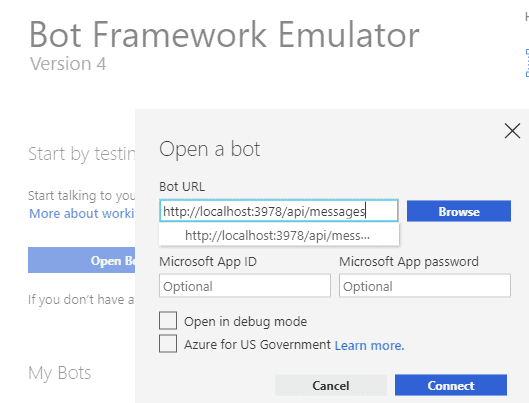 Bot Framework Emulator
Version 4
Start by testin
Start talking to you
More about worki
Open Bo
If you don't have a
My Bots
Open a bot
Bot URL
http://localhost:3978/api/messages
Browse
http://localhost:3978/api/mess...
Microsoft App ID Microsoft App password
Optional Optional
Open in debug mode
Azure for US Government Learn more.
Cancel Connect